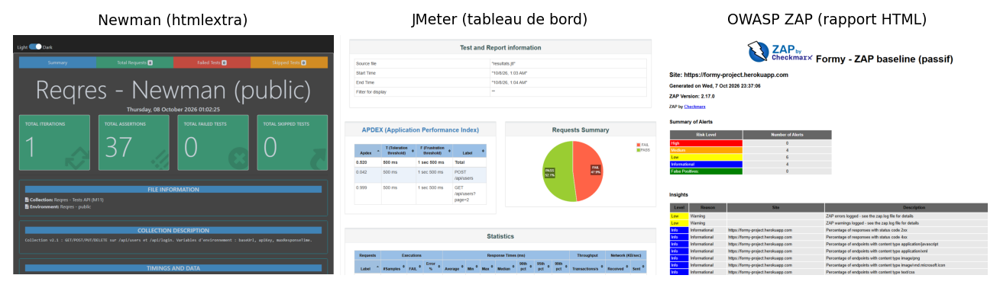 Newman (htmlextra)
Light Dark
Summary Total Requests 0 Failed Tests 0 Skipped Tests 0
Reqres - Newman (public)
Thursday, 08 October 2026 01:02:25
TOTAL ITERATIONS TOTAL ASSERTIONS TOTAL FAILED TESTS TOTAL SKIPPED TESTS
1 37 0 0
FILE INFORMATION
Collection: Reqres - Tests API (M11)
Environment: Reqres - public
COLLECTION DESCRIPTION
Collection v2.1 : GET/POST/PUT/DELETE sur /api/users et /api/login. Variables d'environnement : baseUrl, apiKey, maxResponseTime.
TIMINGS AND DATA
JMeter (tableau de bord)
Test and Report information
Source file "resultats.jtl"
Start Time "10/8/26, 1:03 AM"
End Time "10/8/26, 1:04 AM"
Filter for display ""
APDEX (Application Performance Index)
Apdex T (Toleration threshold) F (Frustration threshold) Label
0.520 500 ms 1 sec 500 ms Total
0.042 500 ms 1 sec 500 ms POST /api/users
0.999 500 ms 1 sec 500 ms GET /api/users?page=2
Requests Summary
FAIL
PASS
PASS 52.1%
FAIL 47.9%
Statistics
Requests Executions Response Times (ms) Throughput Network (KB/sec)
Label #Samples FAIL Error % Average Min Max Median 90th pct 95th pct 99th pct Transactions/s Received Sent
OWASP ZAP (rapport HTML)
ZAP by Checkmarx Formy - ZAP baseline (passif)
Site: https://formy-project.herokuapp.com
Generated on Wed, 7 Oct 2026 23:37:06
ZAP Version: 2.17.0
ZAP by Checkmarx
Summary of Alerts
Risk Level Number of Alerts
High 0
Medium 4
Low 6
Informational 4
False Positives 0
Insights
Level Reason Site Description
Low Warning ZAP errors logged - see the zap.log file for details
Low Warning ZAP warnings logged - see the zap.log file for details
Info Informational https://formy-project.herokuapp.com Percentage of responses with status code 2xx
Info Informational https://formy-project.herokuapp.com Percentage of responses with status code 4xx
Info Informational https://formy-project.herokuapp.com Percentage of endpoints with content type application/javascript
Info Informational https://formy-project.herokuapp.com Percentage of endpoints with content type application/xml
Info Informational https://formy-project.herokuapp.com Percentage of endpoints with content type image/png
Info Informational https://formy-project.herokuapp.com Percentage of endpoints with content type image/vnd.microsoft.icon
Info Informational https://formy-project.herokuapp.com Percentage of endpoints with content type text/css